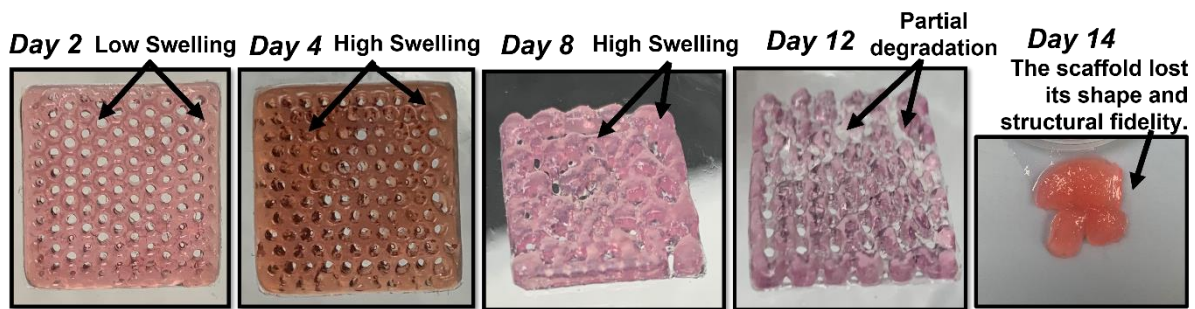 Day 2 Low Swelling
Day 4 High Swelling
Day 8 High Swelling
Day 12 Partial
degradation
Day 14
The scaffold lost
its shape and
structural fidelity.